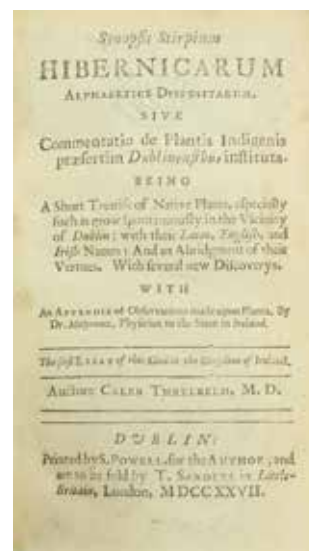 Synopsis Stirpium
HIBERNICARUM
ALPHABETICE DISPOSITARUM,
SIVE
Commentatio de Plantis Indigenis
præsertim Dublinensibus instituta.
BEING
A Short Treatise of Native Plants, especially
such as grow spontaneously in the Vicinity
of Dublin; with their Latin, English, and
Irish Names: And an Abridgment of their
Vertues. With several new Discoverys.
WITH
An APPENDIX of Observations made upon Plants, By
Dr. Molyneux, Physician to the State in Ireland.
The first ESSAY of this Kind in the Kingdom of Ireland.
Auctore CALEB THRELKELD, M. D.
DUBLIN:
Printed by S. POWELL, for the AUTHOR, and
are to be sold by T. SANDERS in Little-
Britain, London, MDCCXXVII.